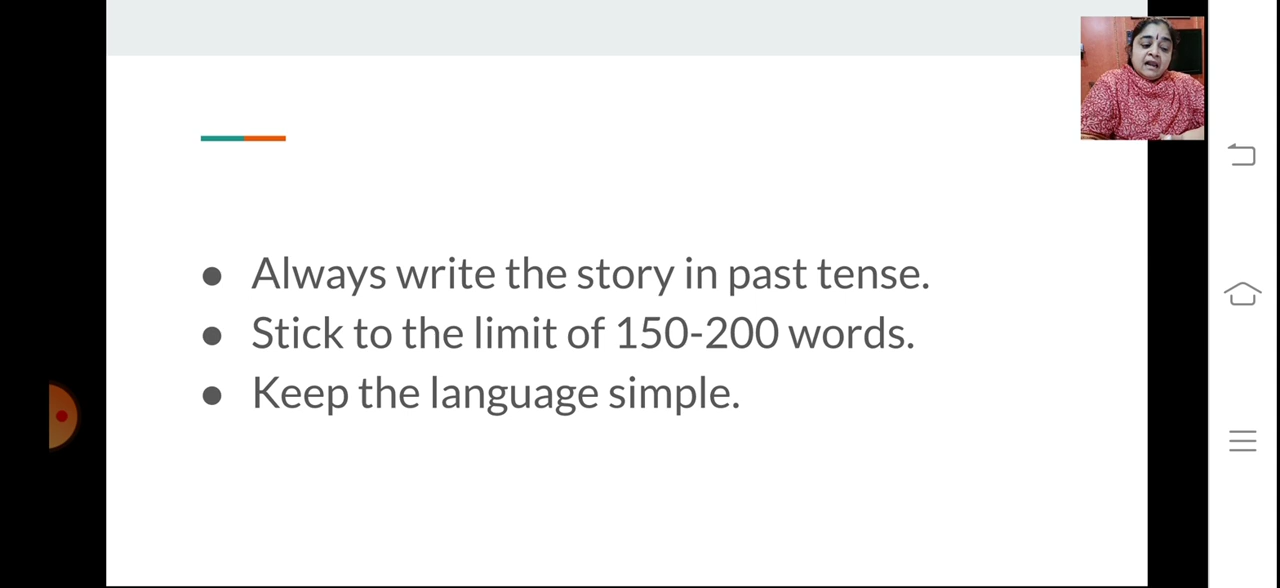 ● Always write the story in past tense.
● Stick to the limit of 150-200 words.
● Keep the language simple.